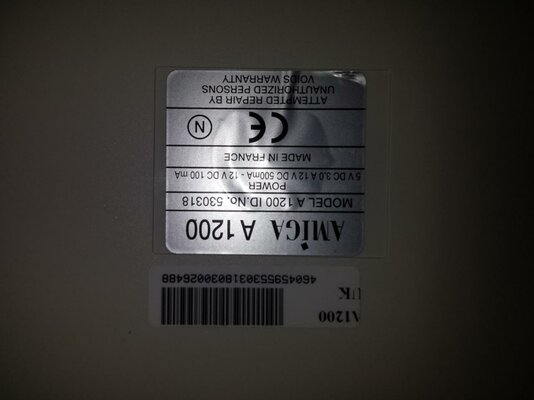 A1200
UK
460459553031803002648B
AMIGA A1200
MODEL A 1200 ID.No. 530318
POWER
5 V DC 3.0 A 12 V DC 500mA - 12 V DC 100 mA
MADE IN FRANCE
CE N
ATTEMPTED REPAIR BY
UNAUTHORIZED PERSONS
VOIDS WARRANTY